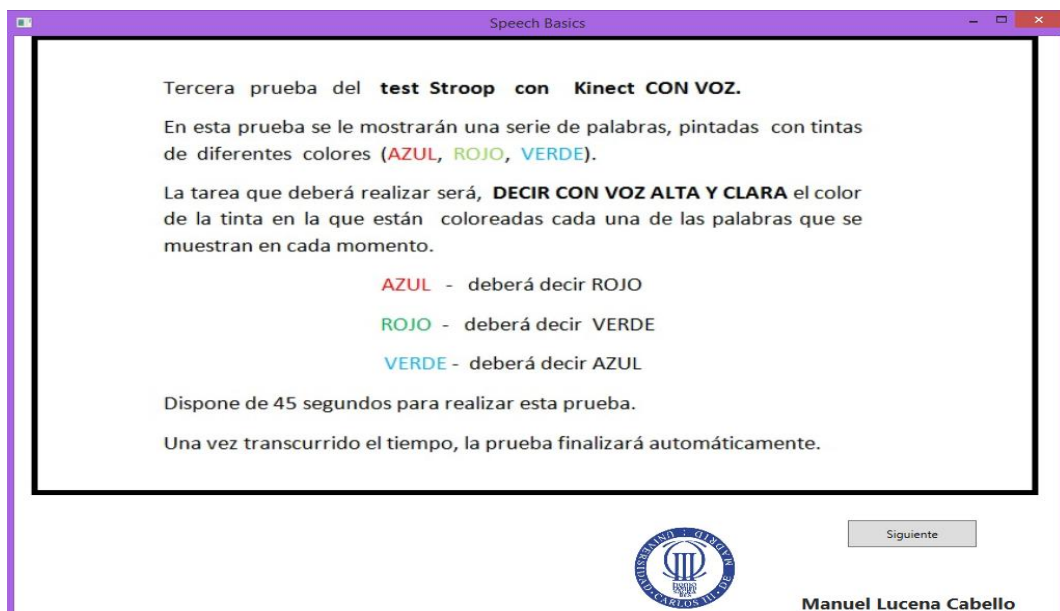 Speech Basics
Tercera prueba del test Stroop con Kinect CON VOZ.
En esta prueba se le mostrarán una serie de palabras, pintadas con tintas
de diferentes colores (AZUL, ROJO, VERDE).
La tarea que deberá realizar será, DECIR CON VOZ ALTA Y CLARA el color
de la tinta en la que están coloreadas cada una de las palabras que se
muestran en cada momento.
AZUL - deberá decir ROJO
ROJO - deberá decir VERDE
VERDE - deberá decir AZUL
Dispone de 45 segundos para realizar esta prueba.
Una vez transcurrido el tiempo, la prueba finalizará automáticamente.
Siguiente
UNIVERSIDAD · CARLOS III · DE MADRID
Manuel Lucena Cabello